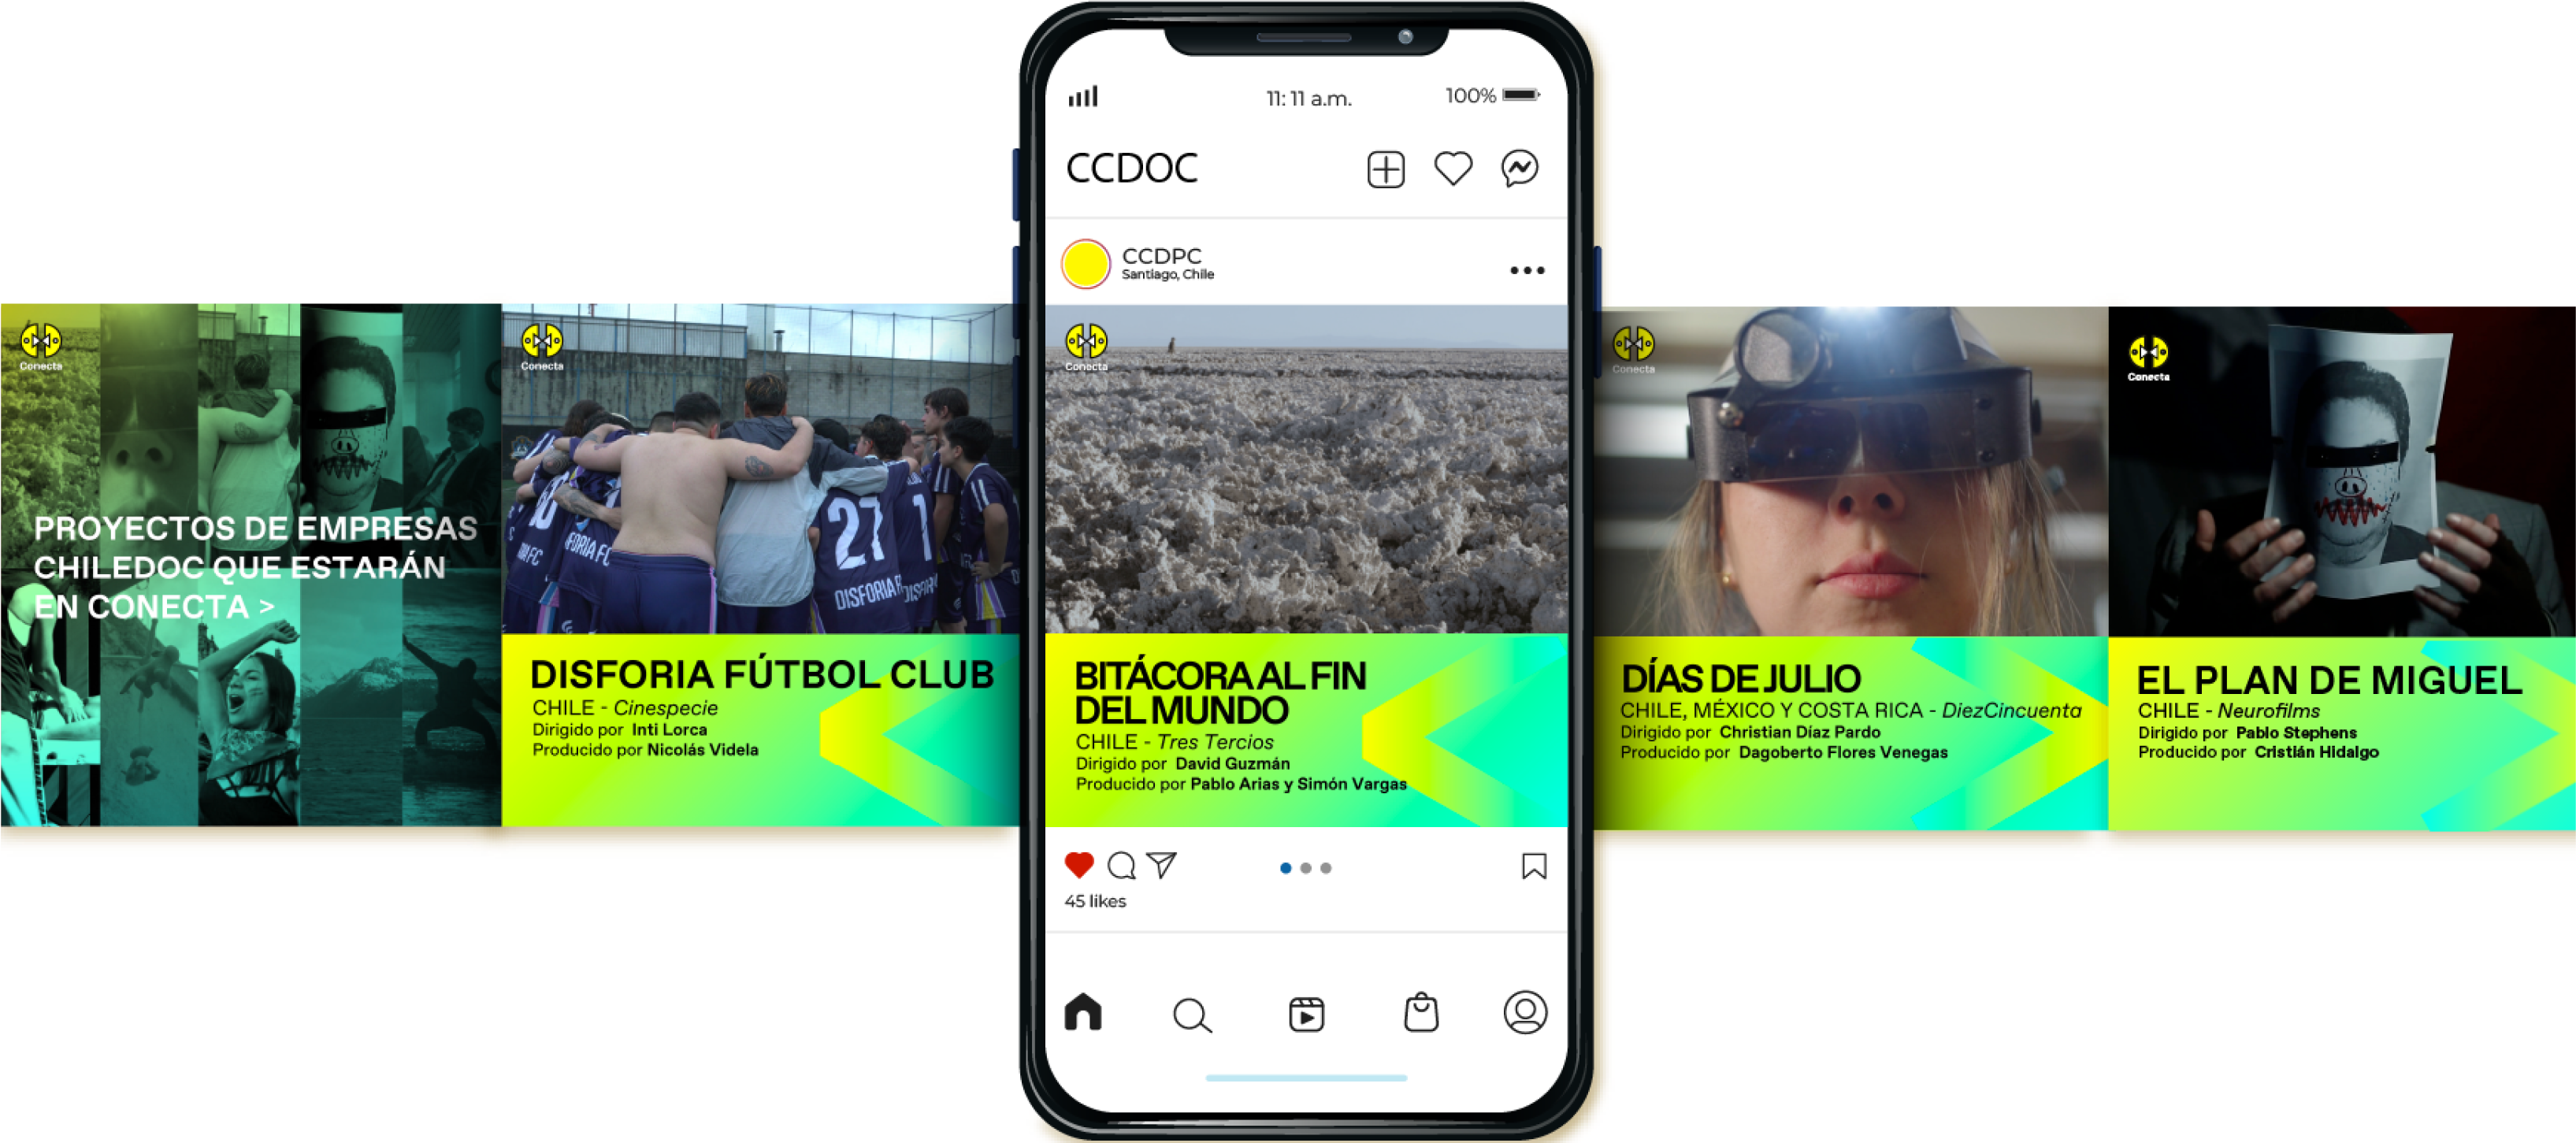 Conecta
PROYECTOS DE EMPRESAS
CHILEDOC QUE ESTARÁN
EN CONECTA >
Conecta
27
1
DISFORIA
DISFORIA FÚTBOL CLUB
CHILE - Cinespecie
Dirigido por Inti Lorca
Producido por Nicolás Videla
11:11 a.m.
100%
CCDOC
CCDPC
Santiago, Chile
Conecta
BITÁCORA AL FIN
DEL MUNDO
CHILE - Tres Tercios
Dirigido por David Guzmán
Producido por Pablo Arias y Simón Vargas
45 likes
Conecta
DÍAS DE JULIO
CHILE, MÉXICO Y COSTA RICA - DiezCincuenta
Dirigido por Christian Díaz Pardo
Producido por Dagoberto Flores Venegas
Conecta
EL PLAN DE MIGUEL
CHILE - Neurofilms
Dirigido por Pablo Stephens
Producido por Cristián Hidalgo